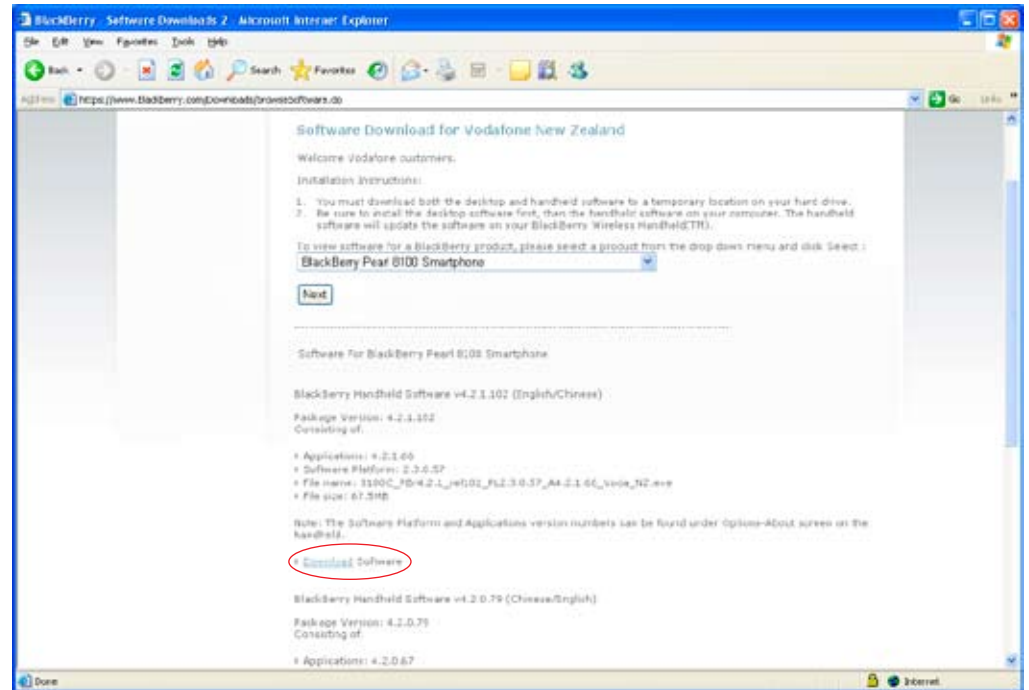 BlackBerry - Software Downloads 2 - Microsoft Internet Explorer
File Edit View Favorites Tools Help
Back Search Favorites
Address https://www.blackberry.com/Downloads/browseSoftware.do Go Links »
Software Download for Vodafone New Zealand
Welcome Vodafone customers.
Installation Instructions:
1. You must download both the desktop and handheld software to a temporary location on your hard drive.
2. Be sure to install the desktop software first, then the handheld software on your computer. The handheld
software will update the software on your BlackBerry Wireless Handheld(TM).
To view software for a BlackBerry product, please select a product from the drop down menu and click Select :
BlackBerry Pearl 8100 Smartphone
Next
Software For BlackBerry Pearl 8100 Smartphone
BlackBerry Handheld Software v4.2.1.102 (English/Chinese)
Package Version: 4.2.1.102
Consisting of:
Applications: 4.2.1.66
Software Platform: 2.3.0.57
File name:
File size: 67.5MB
Note: The Software Platform and Applications version numbers can be found under Options-About screen on the
handheld.
Download Software
BlackBerry Handheld Software v4.2.0.79 (Chinese/English)
Package Version: 4.2.0.79
Consisting of:
Applications: 4.2.0.67
Done Internet